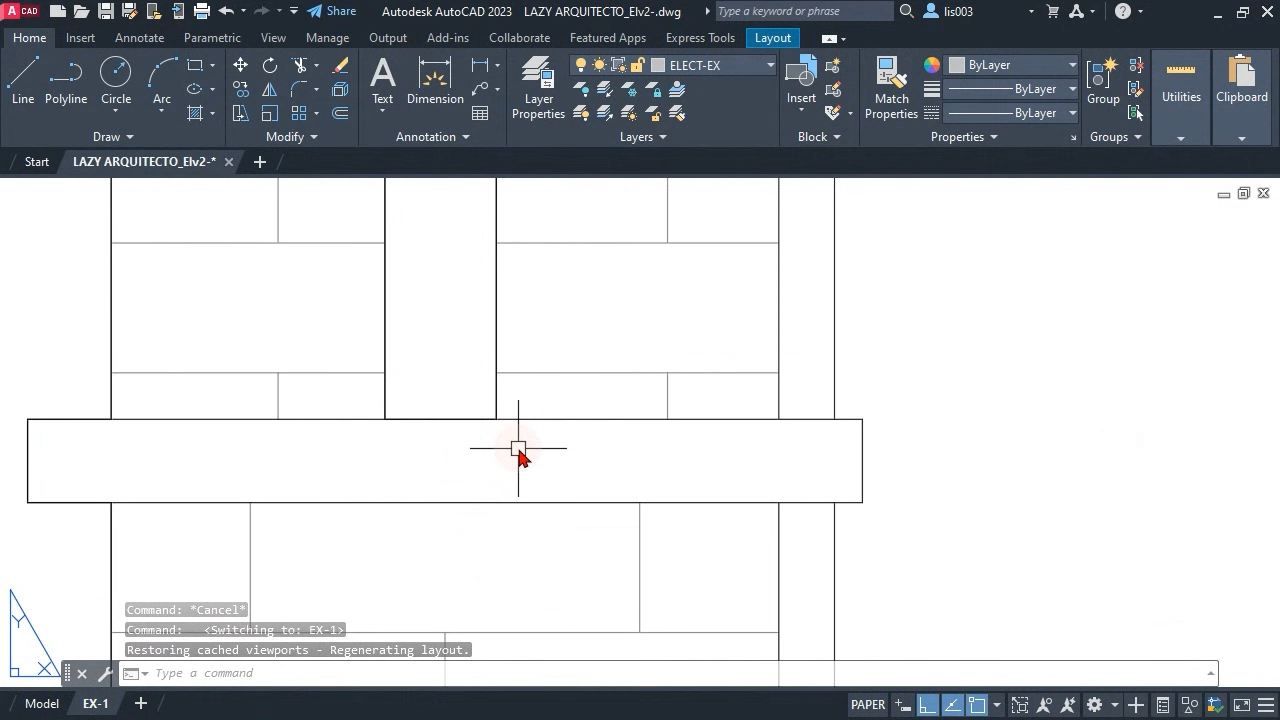 A CAD
Share
Autodesk AutoCAD 2023 LAZY ARQUITECTO_Elv2-.dwg
Type a keyword or phrase
lis003
Home Insert Annotate Parametric View Manage Output Add-ins Collaborate Featured Apps Express Tools Layout
ELECT-EX
ByLayer
ByLayer
ByLayer
Line Polyline Circle Arc
Text Dimension
Layer Properties
Insert
Match Properties
Group
Utilities
Clipboard
Draw Modify Annotation Layers Block Properties Groups
Start LAZY ARQUITECTO_Elv2-*
Command: *Cancel*
Command: <Switching to: EX-1>
Restoring cached viewports - Regenerating layout.
Y
X
Type a command
Model EX-1
PAPER